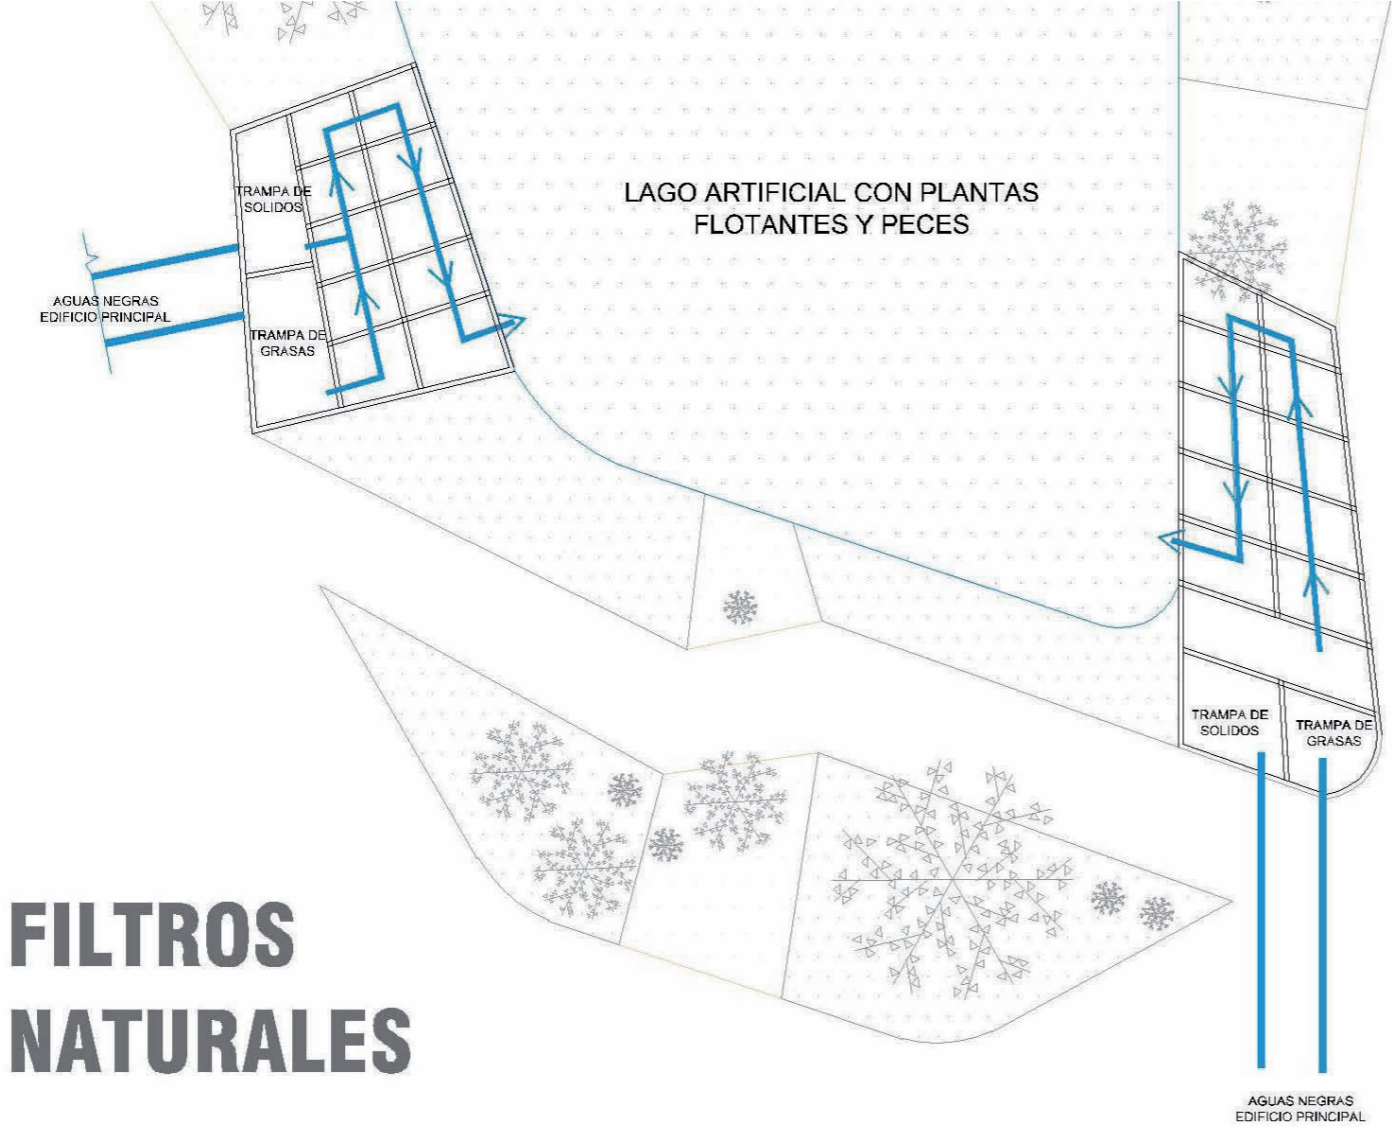 LAGO ARTIFICIAL CON PLANTAS
FLOTANTES Y PECES
TRAMPA DE
SOLIDOS
AGUAS NEGRAS
EDIFICIO PRINCIPAL
TRAMPA DE
GRASAS
TRAMPA DE
SOLIDOS
TRAMPA DE
GRASAS
FILTROS
NATURALES
AGUAS NEGRAS
EDIFICIO PRINCIPAL